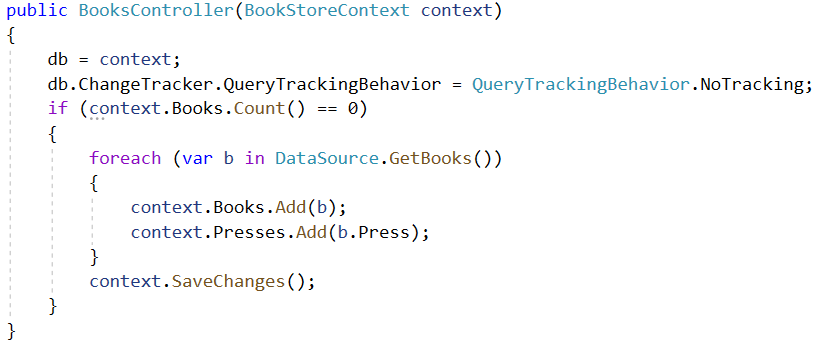 public BooksController(BookStoreContext context)
{
    db = context;
    db.ChangeTracker.QueryTrackingBehavior = QueryTrackingBehavior.NoTracking;
    if (context.Books.Count() == 0)
    {
        foreach (var b in DataSource.GetBooks())
        {
            context.Books.Add(b);
            context.Presses.Add(b.Press);
        }
        context.SaveChanges();
    }
}